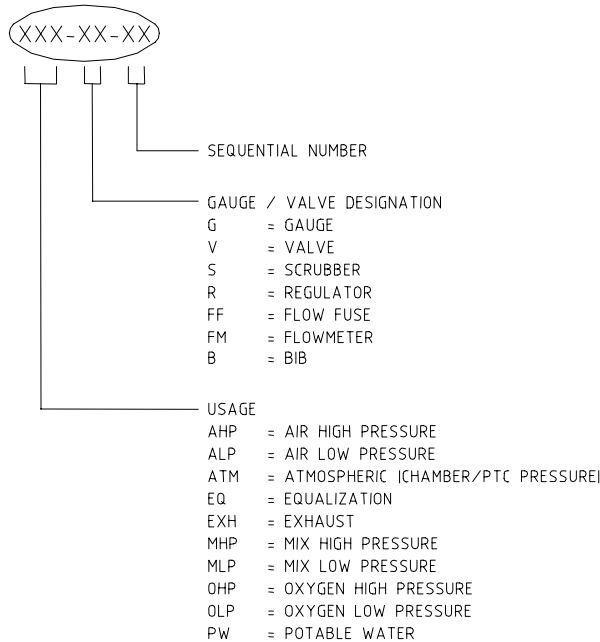 XXX-XX-XX
SEQUENTIAL NUMBER
GAUGE / VALVE DESIGNATION
G = GAUGE
V = VALVE
S = SCRUBBER
R = REGULATOR
FF = FLOW FUSE
FM = FLOWMETER
B = BIB
USAGE
AHP = AIR HIGH PRESSURE
ALP = AIR LOW PRESSURE
ATM = ATMOSPHERIC |CHAMBER/PTC PRESSURE|
EQ = EQUALIZATION
EXH = EXHAUST
MHP = MIX HIGH PRESSURE
MLP = MIX LOW PRESSURE
OHP = OXYGEN HIGH PRESSURE
OLP = OXYGEN LOW PRESSURE
PW = POTABLE WATER